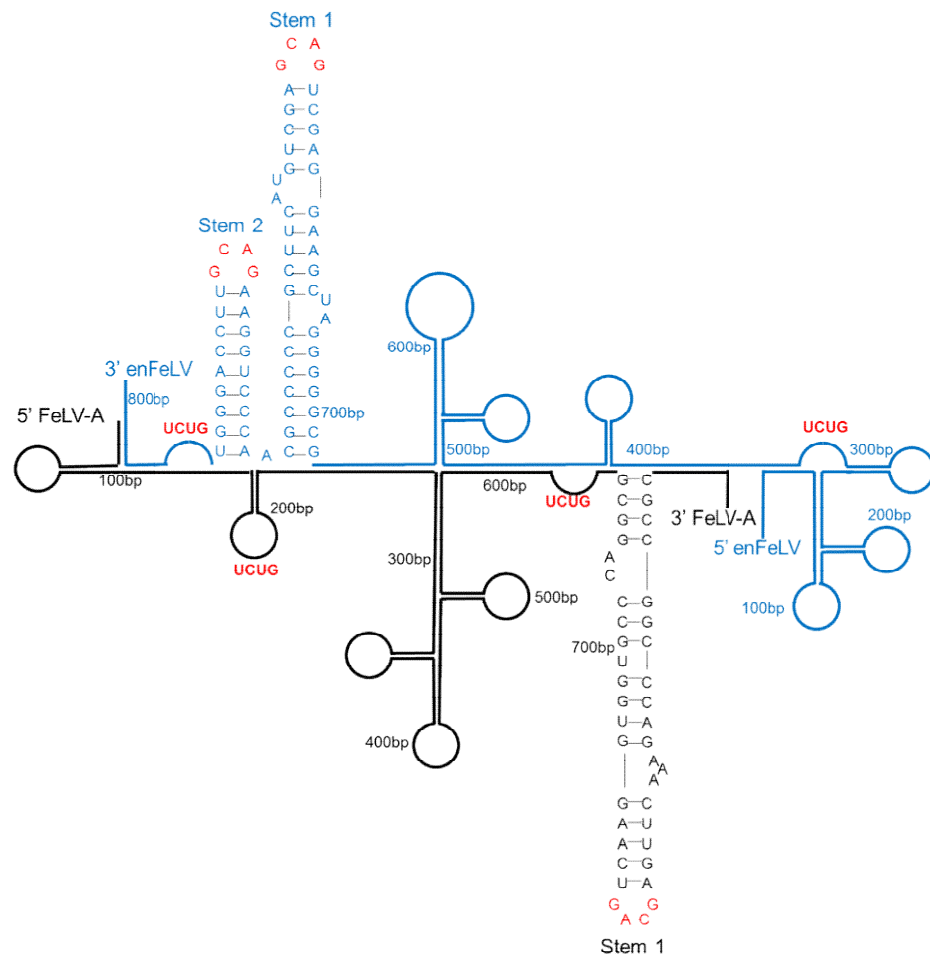 Stem 1
C A
G G
A U
G C
C G
U A
G G
U
A
C G
Stem 2
U A
C A U A
G G C G
U A G C U
U G A
C G C G
600bp
C G C G
3' enFeLV
A U C G
800bp
G C C G
5' FeLV-A
G C C G 700bp
UCUG
UCUG
G C G C
U A A C G
500bp
400bp
300bp
100bp
600bp
G C
UCUG
G G
200bp
G C
3' FeLV-A
200bp
G C
5' enFeLV
A
300bp
UCUG
C
C G
500bp
100bp
C G
G C
700bp
U
G C
G C
U A
400bp
G G
A
A
A
G C
A U
A U
C G
U A
G G
A C
Stem 1